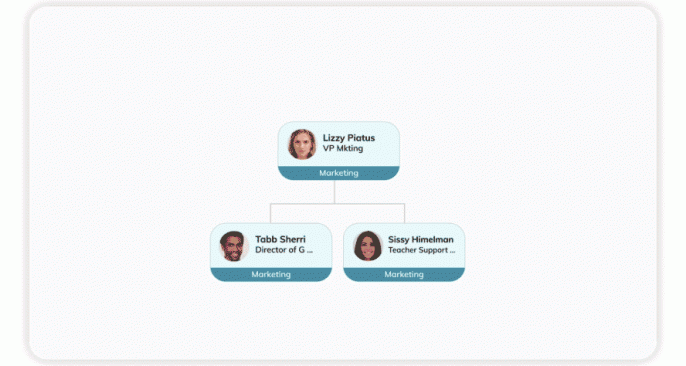 Lizzy Piatus
VP Mkting
Marketing
Tabb Sherri
Director of G ...
Marketing
Sissy Himelman
Teacher Support ...
Marketing